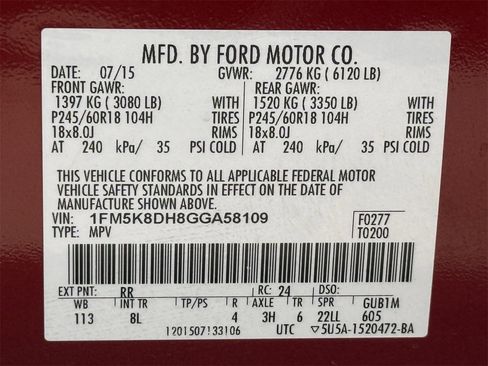 MFD. BY FORD MOTOR CO.
DATE: 07/15 GVWR: 2776 KG ( 6120 LB)
FRONT GAWR: REAR GAWR:
1397 KG ( 3080 LB) WITH 1520 KG ( 3350 LB) WITH
P245/60R18 104H TIRES P245/60R18 104H TIRES
18x8.0J RIMS 18x8.0J RIMS
AT 240 kPa/ 35 PSI COLD AT 240 kPa/ 35 PSI COLD
THIS VEHICLE CONFORMS TO ALL APPLICABLE FEDERAL MOTOR
VEHICLE SAFETY STANDARDS IN EFFECT ON THE DATE OF
MANUFACTURE SHOWN ABOVE.
VIN: 1FM5K8DH8GGA58109 F0277
TYPE: MPV T0200
EXT PNT: RR RC: 24 DSO:
WB INT TR TP/PS R AXLE TR SPR GUB1M
113 8L 4 3H 6 22LL 605
1201507133106 UTC ▽5U5A-1520472-BA